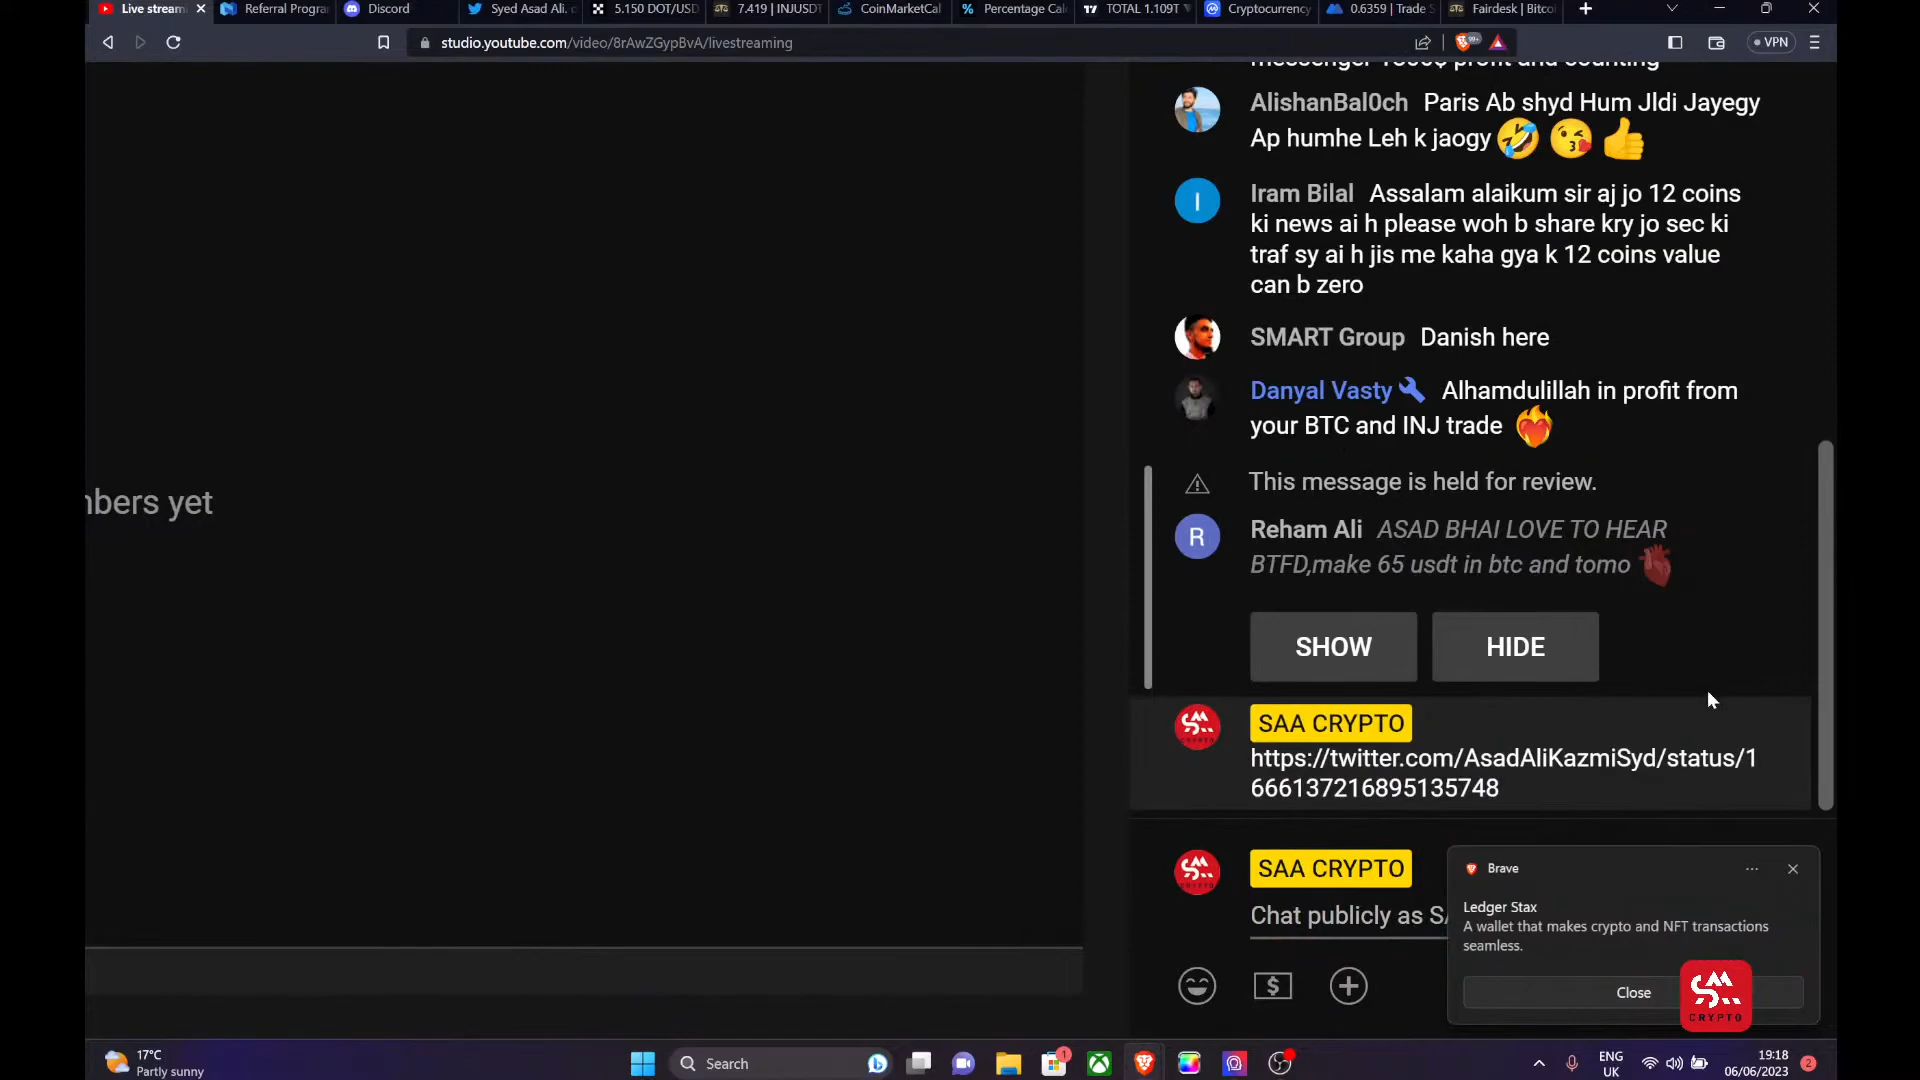 Live stream
Referral Progra
Discord
Syed Asad Ali.
5.150 DOT/USD
7.419 | INJUSDT
CoinMarketCal
Percentage Cal
TOTAL 1.109T
Cryptocurrency
0.6359 | Trade S
Fairdesk | Bitcoi
studio.youtube.com/video/8rAwZGypBvA/livestreaming
VPN
messenger 1300$ profit and counting
AlishanBal0ch Paris Ab shyd Hum Jldi Jayegy
Ap humhe Leh k jaogy
Iram Bilal Assalam alaikum sir aj jo 12 coins
ki news ai h please woh b share kry jo sec ki
traf sy ai h jis me kaha gya k 12 coins value
can b zero
SMART Group Danish here
Danyal Vasty Alhamdulillah in profit from
your BTC and INJ trade
This message is held for review.
Reham Ali ASAD BHAI LOVE TO HEAR
BTFD,make 65 usdt in btc and tomo
SHOW HIDE
SAA CRYPTO
https://twitter.com/AsadAliKazmiSyd/status/1
666137216895135748
bers yet
SAA CRYPTO
Chat publicly as SA
Brave
Ledger Stax
A wallet that makes crypto and NFT transactions
seamless.
Close
CRYPTO
17°C
Partly sunny
Search
ENG
UK
19:18
06/06/2023